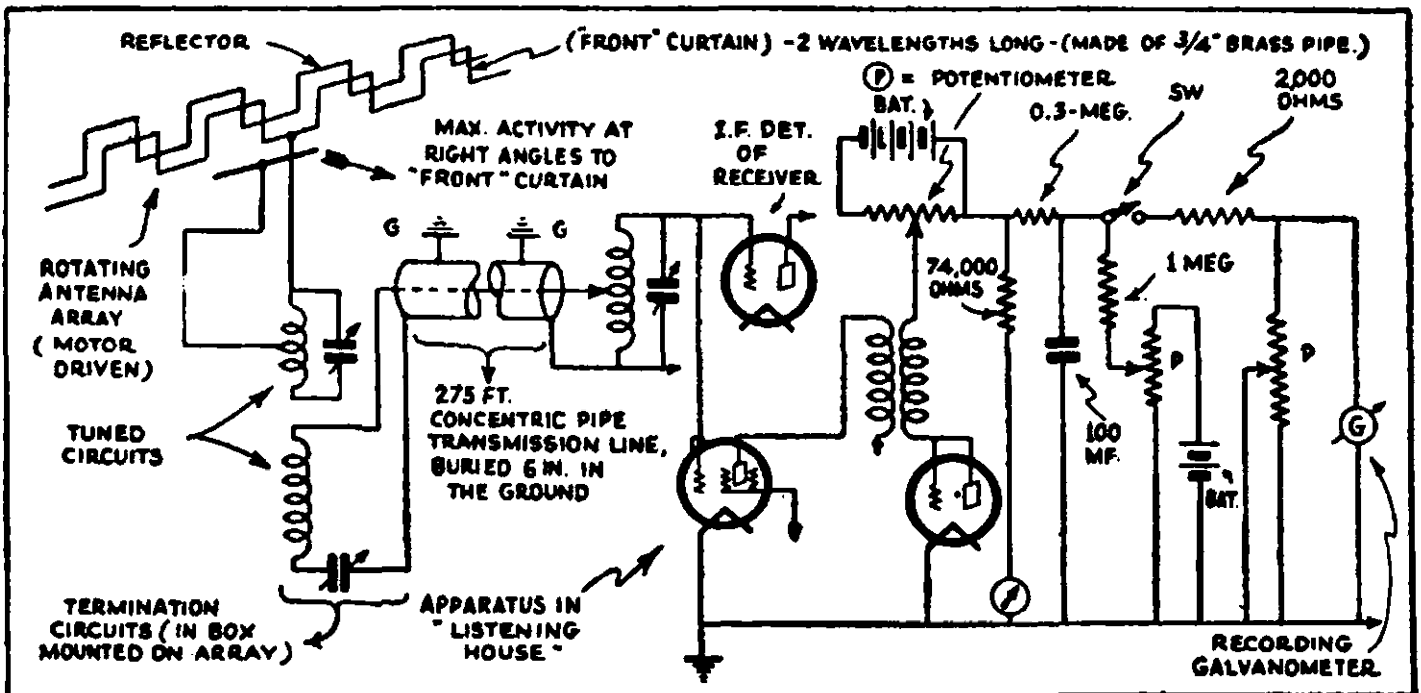 REFLECTOR
("FRONT" CURTAIN) -2 WAVELENGTHS LONG-(MADE OF 3/4" BRASS PIPE.)
P = POTENTIOMETER
BAT.
0.3-MEG.
SW
2,000
OHMS
MAX. ACTIVITY AT
RIGHT ANGLES TO
"FRONT" CURTAIN
I.F. DET.
OF
RECEIVER
G
G
ROTATING
ANTENNA
ARRAY
( MOTOR
DRIVEN)
74,000
OHMS
1 MEG
P
P
275 FT.
CONCENTRIC PIPE
TRANSMISSION LINE,
BURIED 6 IN. IN
THE GROUND
TUNED
CIRCUITS
100
MF.
BAT.
G
TERMINATION
CIRCUITS (IN BOX
MOUNTED ON ARRAY)
APPARATUS IN
"LISTENING
HOUSE"
RECORDING
GALVANOMETER